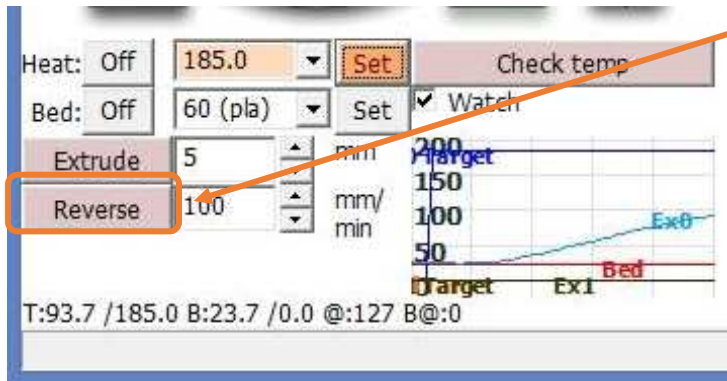 Heat: Off 185.0 Set Check temp
Bed: Off 60 (pla) Set Watch
Extrude 5 mm
Reverse 100 mm/
min
200
Target
150
100
Ex0
50
Bed
Target Ex1
T:93.7 /185.0 B:23.7 /0.0 @:127 B@:0